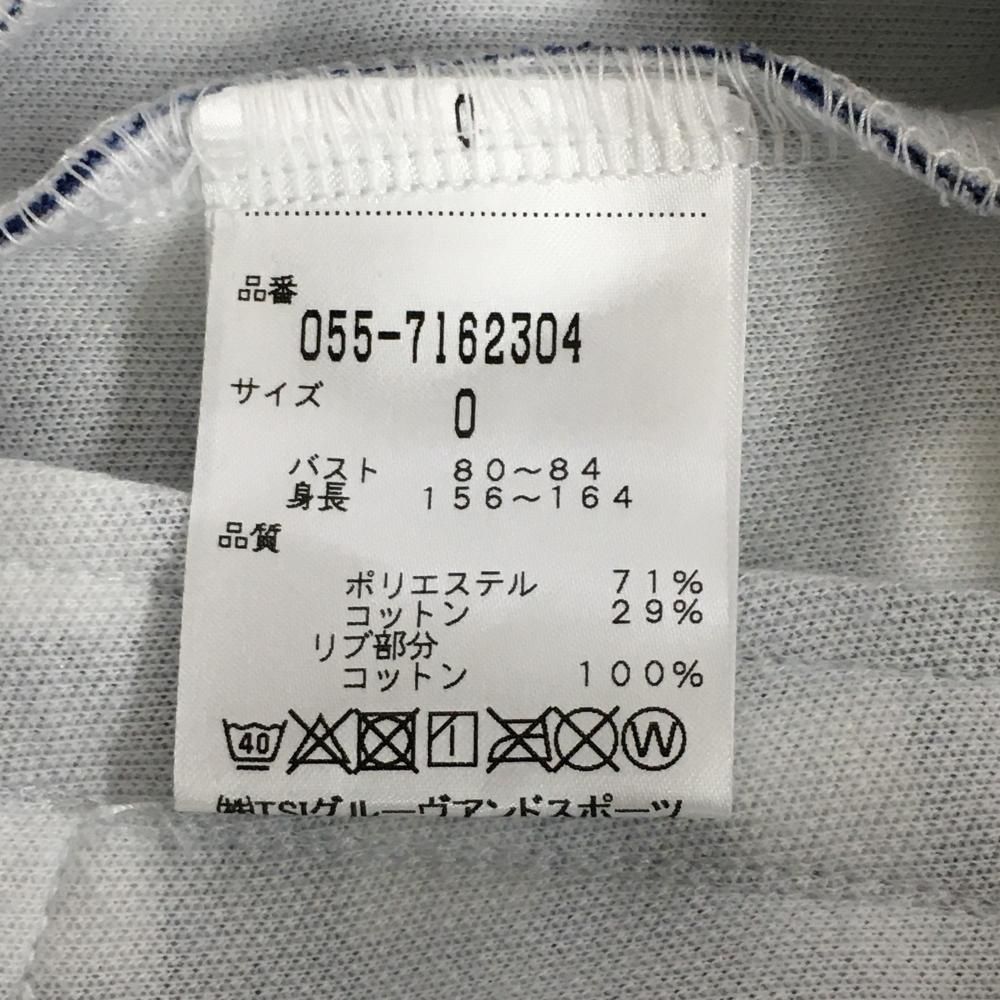 0
品番
055-7162304
サイズ
0
バスト 80～84
身長 156～164
品質
ポリエステル 71%
コットン 29%
リブ部分
コットン 100%
40 W
㈱TSIグルーヴアンドスポーツ